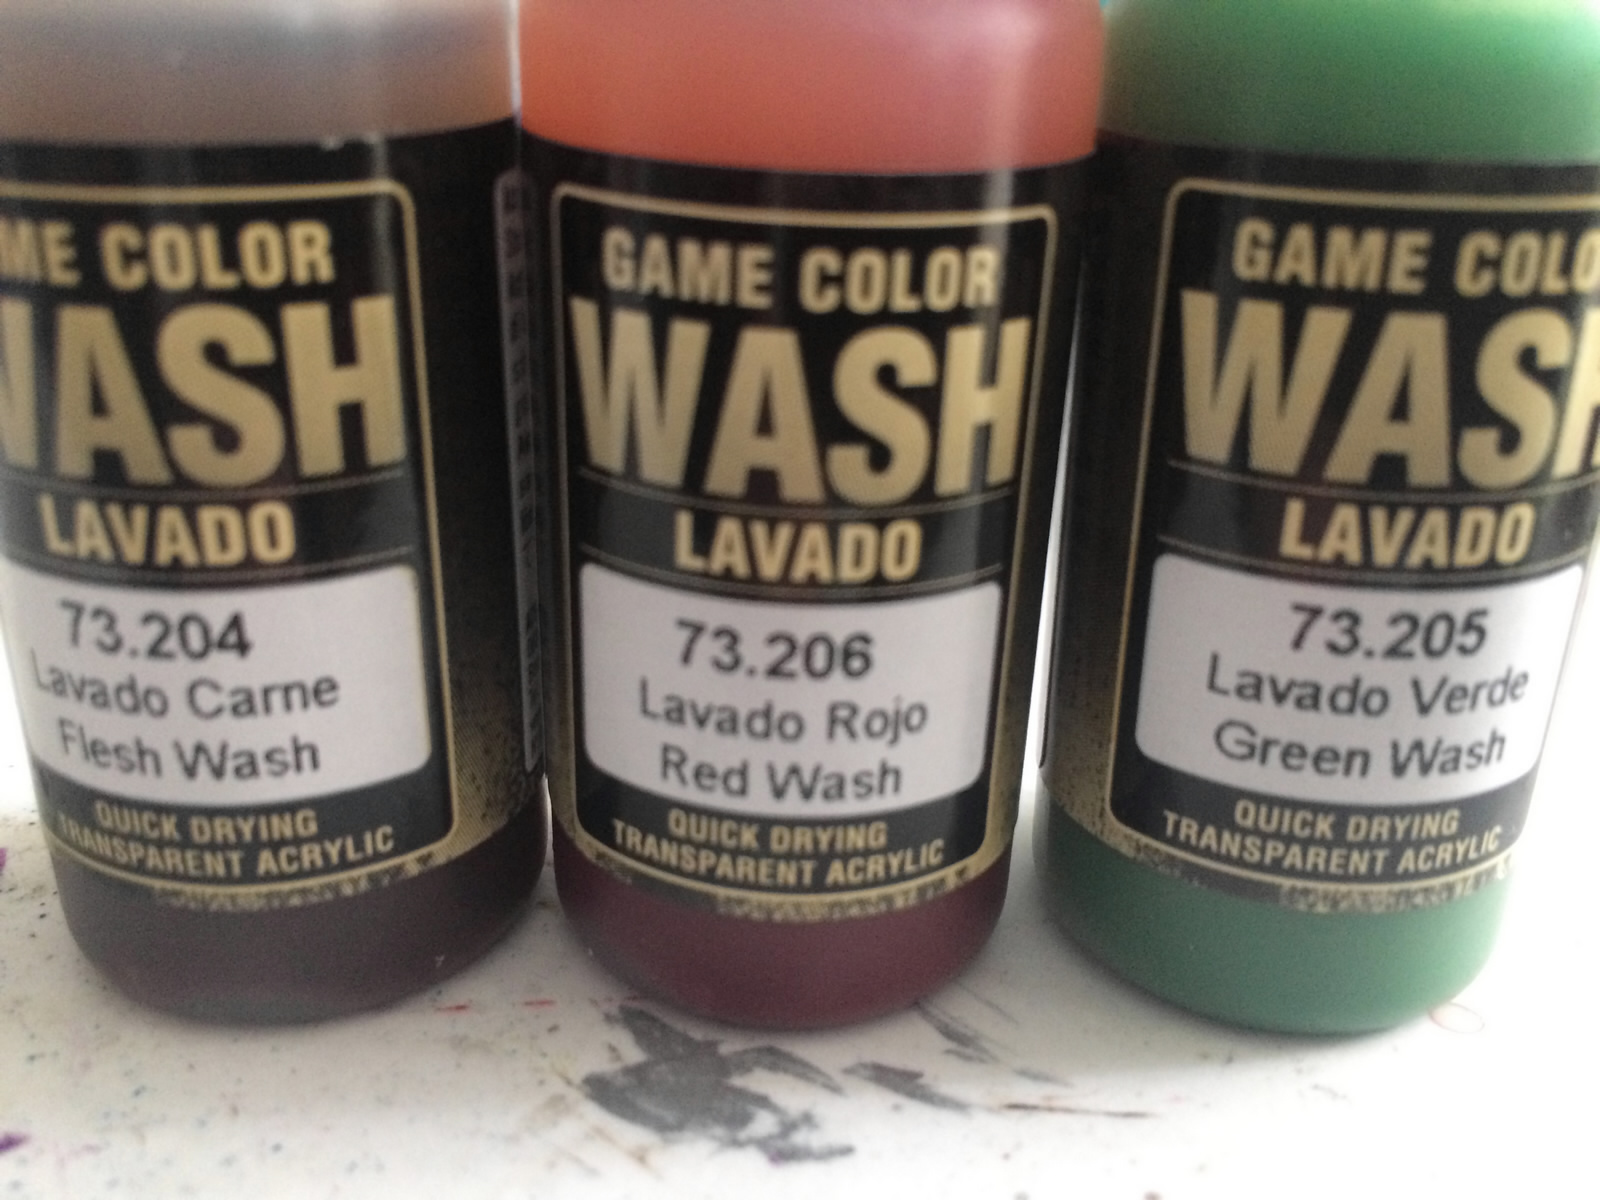 ME COLOR
WASH
LAVADO
73.204
Lavado Carne
Flesh Wash
QUICK DRYING
TRANSPARENT ACRYLIC
GAME COLOR
WASH
LAVADO
73.206
Lavado Rojo
Red Wash
QUICK DRYING
TRANSPARENT ACRYLIC
GAME COLO
WASH
LAVADO
73.205
Lavado Verde
Green Wash
QUICK DRYING
TRANSPARENT ACRYLIC